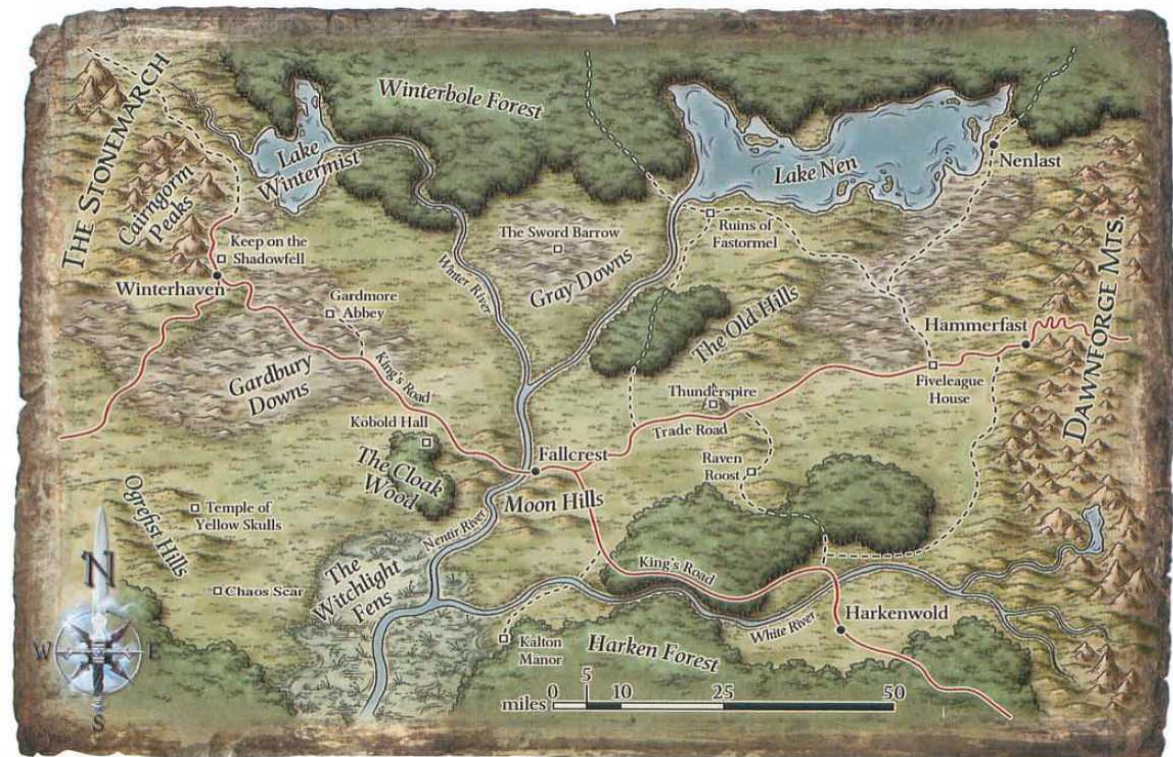 THE STONEMARCH
Cairngorm
Peaks
Keep on the
Shadowfell
Winterhaven
Lake
Wintermist
Winterbole Forest
Lake Nen
Nenlast
Ruins of
Fastormel
The Sword Barrow
Gray Downs
Winter River
Gardmore
Abbey
Gardbury
Downs
King's Road
The Old Hills
Hammerfast
Fiveleague
House
DAWNFORGE MTS.
Thunderspire
Trade Road
Kobold Hall
The Cloak
Wood
Fallcrest
Raven
Roost
Moon Hills
Nentir River
Ogrefist Hills
Temple of
Yellow Skulls
Chaos Scar
The
Witchlight
Fens
King's Road
White River
Harkenwold
Kalton
Manor
Harken Forest
N
W
E
S
miles 0 5 10 25 50